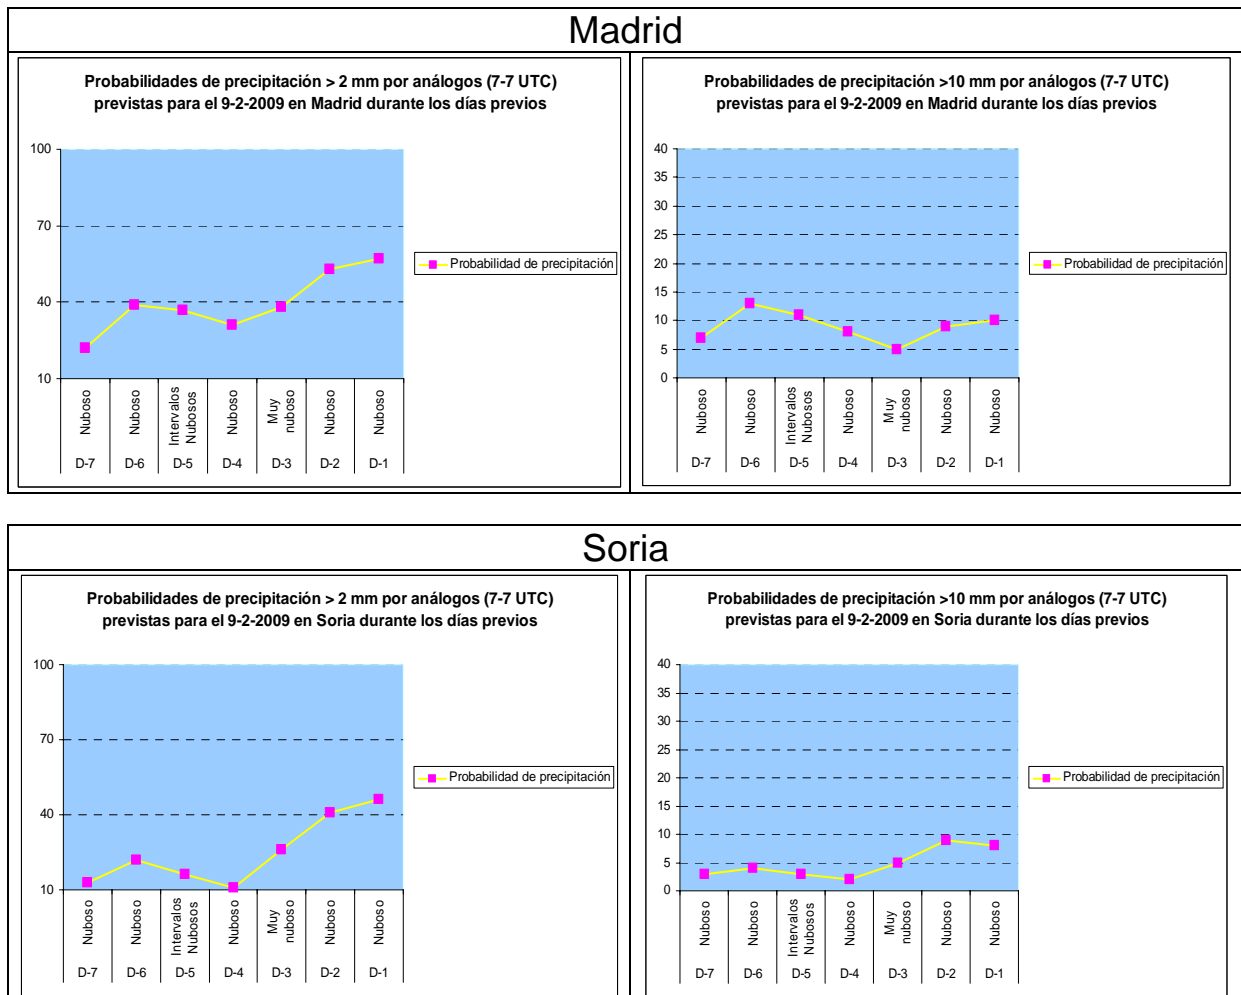 Madrid
Probabilidades de precipitación > 2 mm por análogos (7-7 UTC)
previstas para el 9-2-2009 en Madrid durante los días previos
100
70
40
10
Nuboso
Nuboso
Intervalos
Nubosos
Nuboso
Muy
nuboso
Nuboso
Nuboso
D-7 D-6 D-5 D-4 D-3 D-2 D-1
Probabilidad de precipitación
Probabilidades de precipitación >10 mm por análogos (7-7 UTC)
previstas para el 9-2-2009 en Madrid durante los días previos
40
35
30
25
20
15
10
5
0
Nuboso
Nuboso
Intervalos
Nubosos
Nuboso
Muy
nuboso
Nuboso
Nuboso
D-7 D-6 D-5 D-4 D-3 D-2 D-1
Probabilidad de precipitación
Soria
Probabilidades de precipitación > 2 mm por análogos (7-7 UTC)
previstas para el 9-2-2009 en Soria durante los días previos
100
70
40
10
Nuboso
Nuboso
Intervalos
Nubosos
Nuboso
Muy
nuboso
Nuboso
Nuboso
D-7 D-6 D-5 D-4 D-3 D-2 D-1
Probabilidad de precipitación
Probabilidades de precipitación >10 mm por análogos (7-7 UTC)
previstas para el 9-2-2009 en Soria durante los días previos
40
35
30
25
20
15
10
5
0
Nuboso
Nuboso
Intervalos
Nubosos
Nuboso
Muy
nuboso
Nuboso
Nuboso
D-7 D-6 D-5 D-4 D-3 D-2 D-1
Probabilidad de precipitación